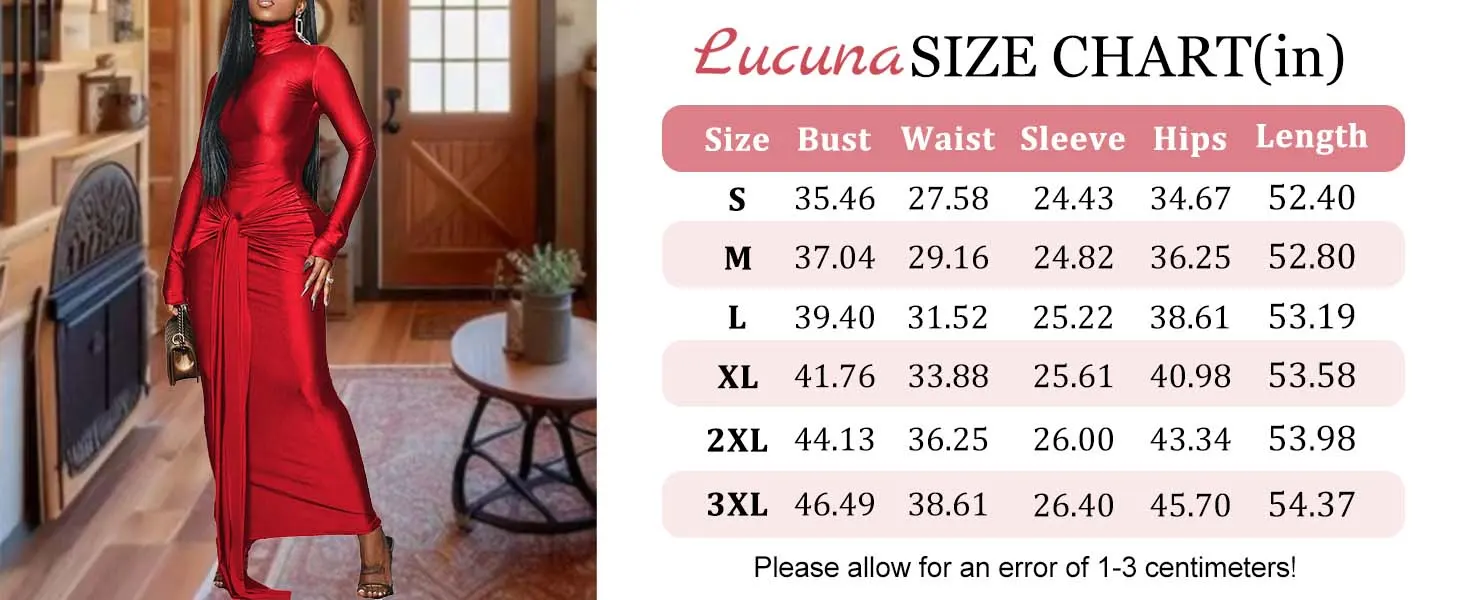 Lucuna SIZE CHART(in)
Size Bust Waist Sleeve Hips Length
S 35.46 27.58 24.43 34.67 52.40
M 37.04 29.16 24.82 36.25 52.80
L 39.40 31.52 25.22 38.61 53.19
XL 41.76 33.88 25.61 40.98 53.58
2XL 44.13 36.25 26.00 43.34 53.98
3XL 46.49 38.61 26.40 45.70 54.37
Please allow for an error of 1-3 centimeters!